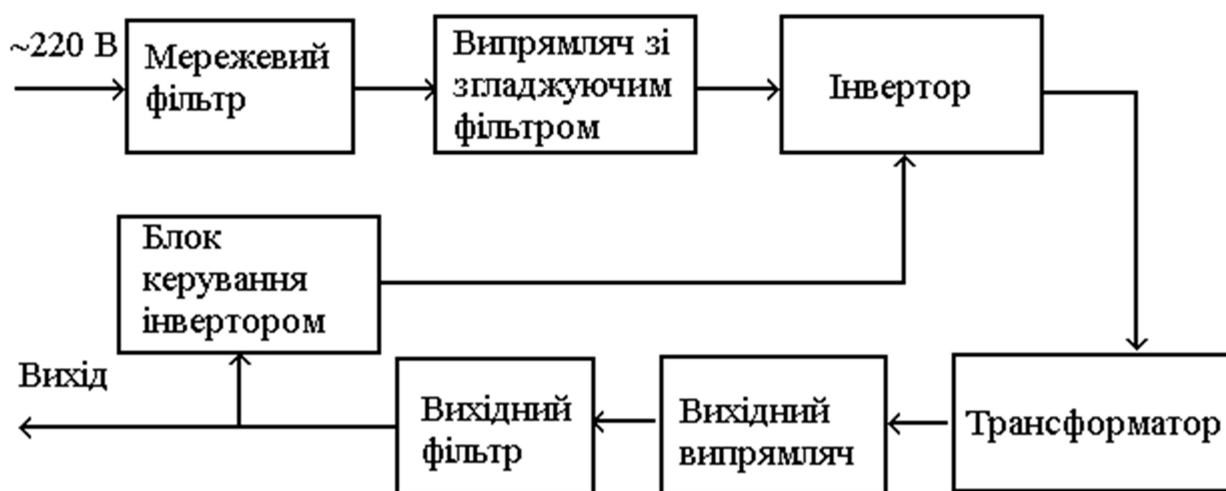 ~220 В
Мережевий
фільтр
Випрямляч зі
згладжуючим
фільтром
Інвертор
Блок
керування
інвертором
Вихід
Вихідний
фільтр
Вихідний
випрямляч
Трансформатор